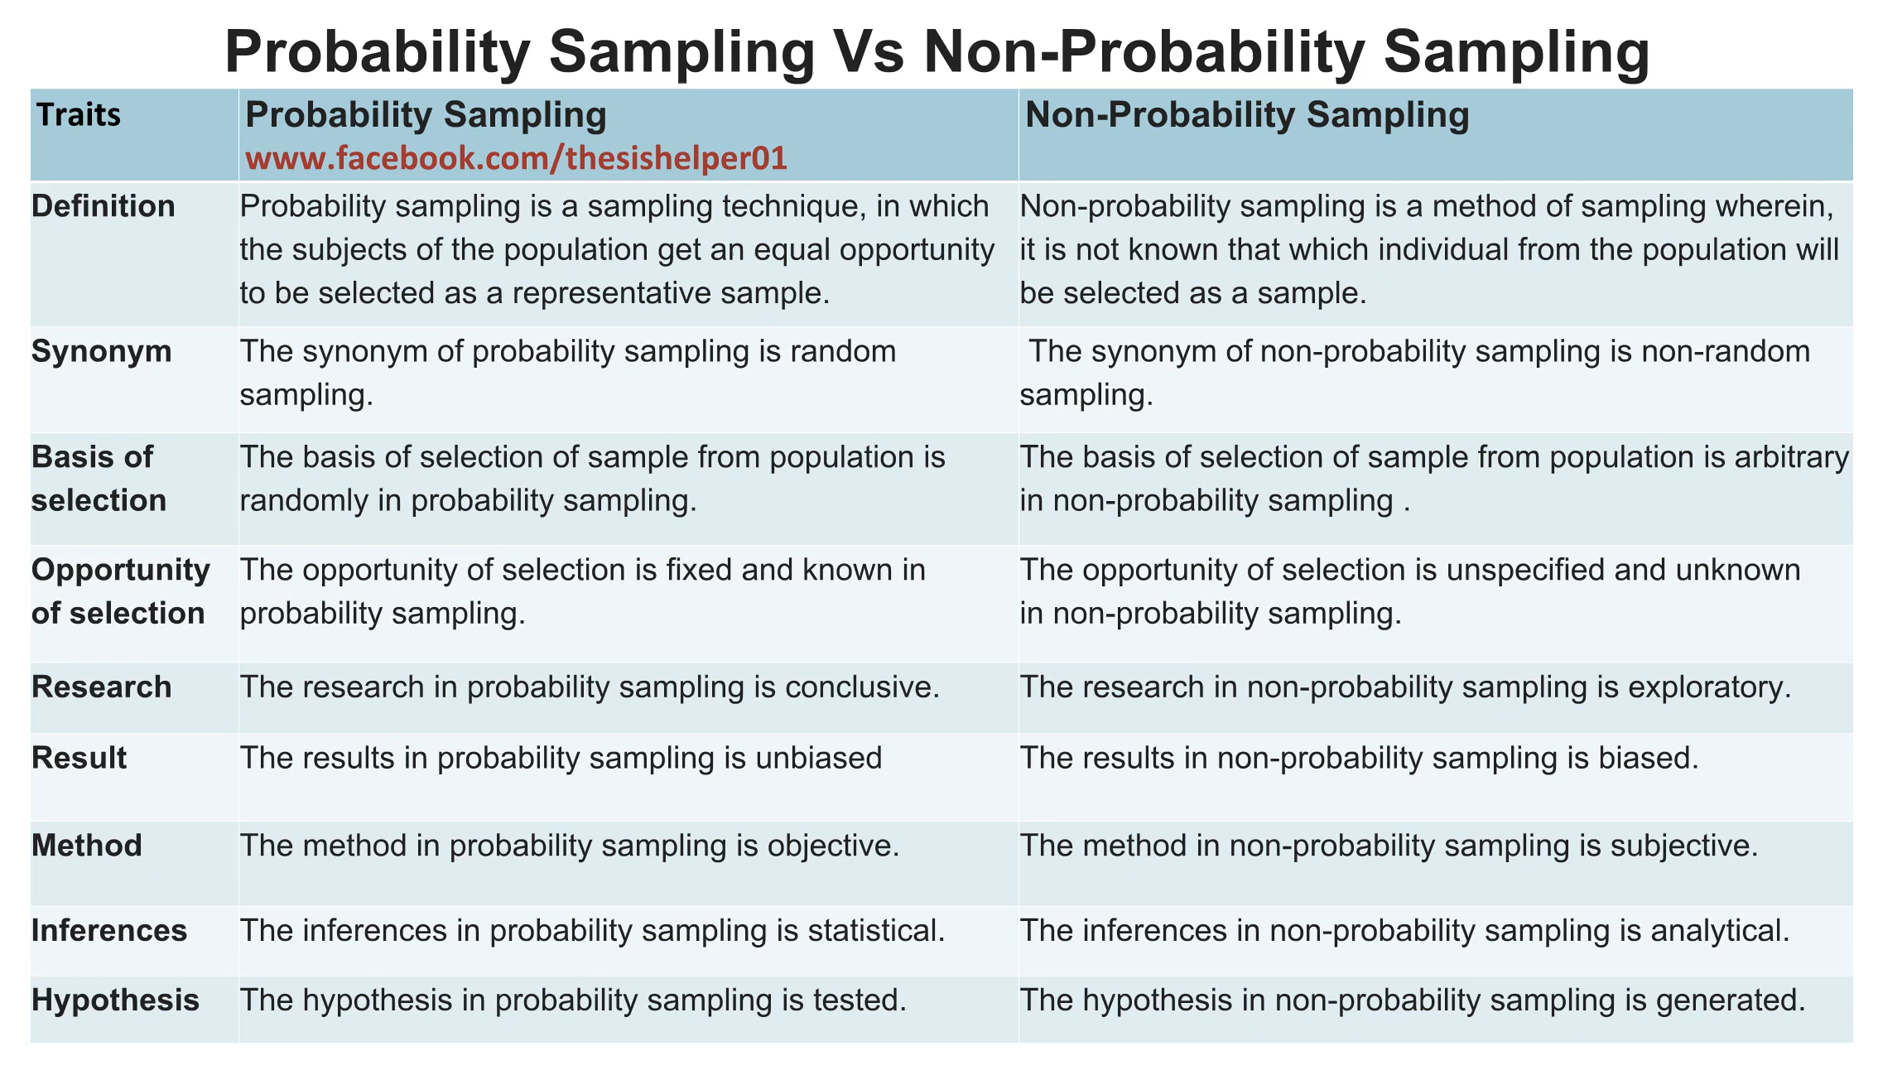 Probability Sampling Vs Non-Probability Sampling
Traits
Probability Sampling
www.facebook.com/thesishelper01
Non-Probability Sampling
Definition
Probability sampling is a sampling technique, in which
the subjects of the population get an equal opportunity
to be selected as a representative sample.
Non-probability sampling is a method of sampling wherein,
it is not known that which individual from the population will
be selected as a sample.
Synonym
The synonym of probability sampling is random
sampling.
The synonym of non-probability sampling is non-random
sampling.
Basis of
selection
The basis of selection of sample from population is
randomly in probability sampling.
The basis of selection of sample from population is arbitrary
in non-probability sampling .
Opportunity
of selection
The opportunity of selection is fixed and known in
probability sampling.
The opportunity of selection is unspecified and unknown
in non-probability sampling.
Research
The research in probability sampling is conclusive.
The research in non-probability sampling is exploratory.
Result
The results in probability sampling is unbiased
The results in non-probability sampling is biased.
Method
The method in probability sampling is objective.
The method in non-probability sampling is subjective.
Inferences
The inferences in probability sampling is statistical.
The inferences in non-probability sampling is analytical.
Hypothesis
The hypothesis in probability sampling is tested.
The hypothesis in non-probability sampling is generated.